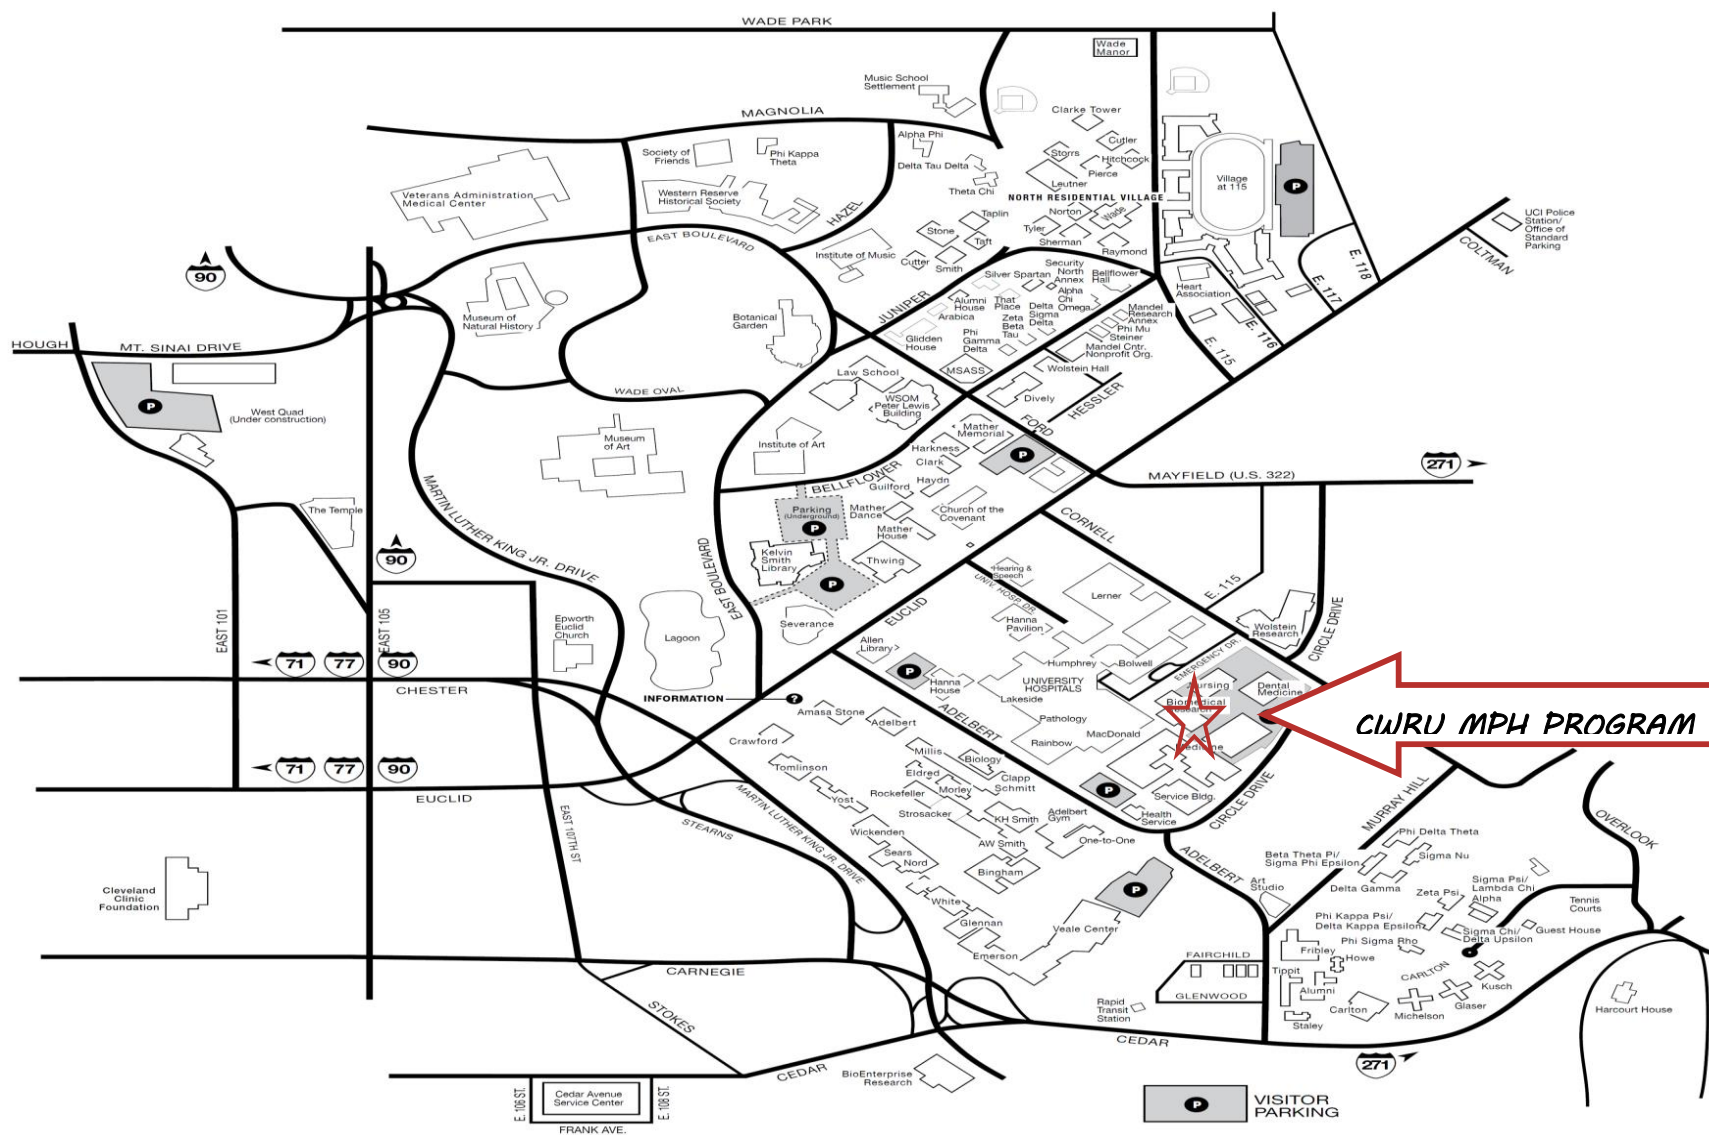 WADE PARK
Wade
Manor
Music School
Settlement
MAGNOLIA
Clarke Tower
Alpha Phi
Cutler
Society of
Friends
Phi Kappa
Theta
Storrs
Hitchcock
Delta Tau Delta
Pierce
Leutner
Village
at 115
P
Veterans Administration
Medical Center
Western Reserve
Historical Society
Theta Chi
NORTH RESIDENTIAL VILLAGE
HAZEL
Taplin
Norton
Wade
Stone
Tyler
Taft
Sherman
Raymond
UCI Police
Station/
Office of
Standard
Parking
COLTMAN
EAST BOULEVARD
Institute of Music
Cutter
Smith
Security
North
Annex
Silver Spartan
Bellflower
Hall
Heart
Association
E. 118
E. 117
E. 116
E. 115
90
JUNIPER
Alumni
House
That
Place
Alpha
Chi
Omega
Arabica
Delta
Sigma
Delta
Zeta
Beta
Tau
Mandel
Research
Annex
Phi Mu
Steiner
Mandel Cntr.
Nonprofit Org.
Museum of
Natural History
Botanical
Garden
Glidden
House
Phi
Gamma
Delta
HOUGH
MT. SINAI DRIVE
MSASS
Wolstein Hall
Law School
WADE OVAL
WSOM
Peter Lewis
Building
Dively
HESSLER
P
West Quad
(Under construction)
FORD
Mather
Memorial
Museum
of Art
Institute of Art
Harkness
P
Clark
271
MAYFIELD (U.S. 322)
BELLFLOWER
Guilford
Haydn
MARTIN LUTHER KING JR. DRIVE
The Temple
Parking
(Underground)
P
Mather
Dance
Church of the
Covenant
Mather
House
CORNELL
90
Kelvin
Smith
Library
Thwing
P
EAST BOULEVARD
Hearing &
Speech
UNIV. HOSP. DR.
Lerner
E. 115
EAST 101
EAST 105
Epworth
Euclid
Church
Lagoon
Severance
EUCLID
Hanna
Pavilion
Wolstein
Research
CIRCLE DRIVE
Allen
Library
P
Hanna
House
Humphrey
Bolwell
EMERGENCY DR.
71 77 90
CHESTER
INFORMATION
?
UNIVERSITY
HOSPITALS
Lakeside
Nursing
Dental
Medicine
Biomedical
Research
Amasa Stone
Adelbert
ADELBERT
Pathology
MacDonald
Rainbow
Medicine
CWRU MPH PROGRAM
Crawford
Millis
Biology
Tomlinson
Eldred
Clapp
Schmitt
Rockefeller
Morley
71 77 90
EUCLID
Yost
P
Service Bldg.
CIRCLE DRIVE
MURRAY HILL
EAST 107TH ST
STEARNS
MARTIN LUTHER KING JR. DRIVE
Strosacker
KH Smith
Adelbert
Gym
Health
Service
OVERLOOK
Wickenden
AW Smith
One-to-One
Phi Delta Theta
Sears
Nord
Bingham
ADELBERT
Beta Theta Pi/
Sigma Phi Epsilon
Sigma Nu
Cleveland
Clinic
Foundation
P
Art
Studio
Delta Gamma
Zeta Psi
Sigma Psi/
Lambda Chi
Alpha
Tennis
Courts
White
Glennan
Veale Center
Phi Kappa Psi/
Delta Kappa Epsilon
Sigma Chi/
Delta Upsilon
Guest House
Emerson
FAIRCHILD
Fribley
Phi Sigma Rho
Howe
CARNEGIE
Tippit
CARLTON
Kusch
GLENWOOD
Alumni
Glaser
Rapid
Transit
Station
Carlton
Michelson
Harcourt House
STOKES
Staley
CEDAR
271
CEDAR
BioEnterprise
Research
E. 106 ST.
Cedar Avenue
Service Center
E. 108 ST.
FRANK AVE.
P
VISITOR
PARKING